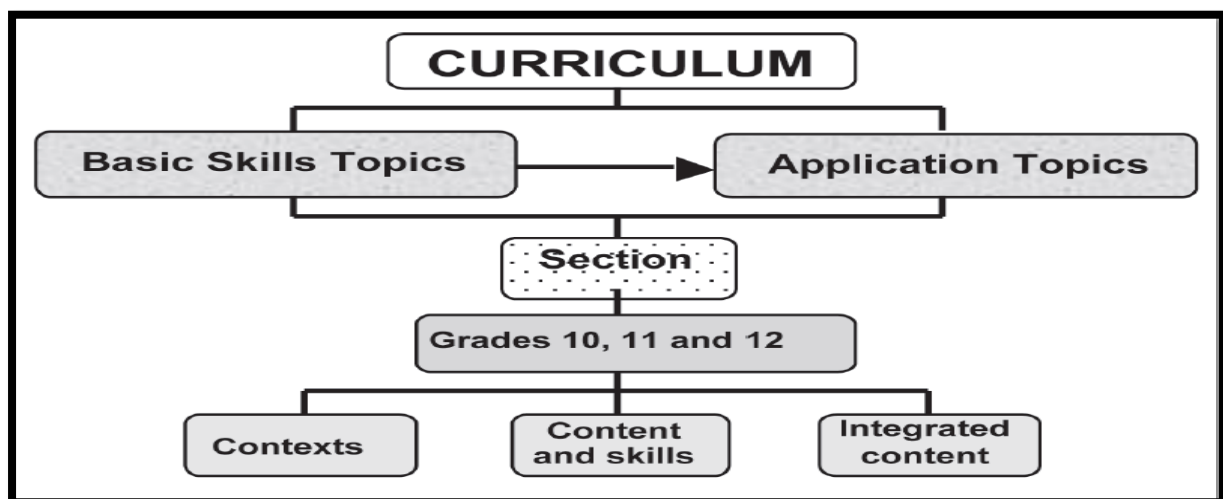 CURRICULUM
Basic Skills Topics
Application Topics
Section
Grades 10, 11 and 12
Contexts
Content
and skills
Integrated
content